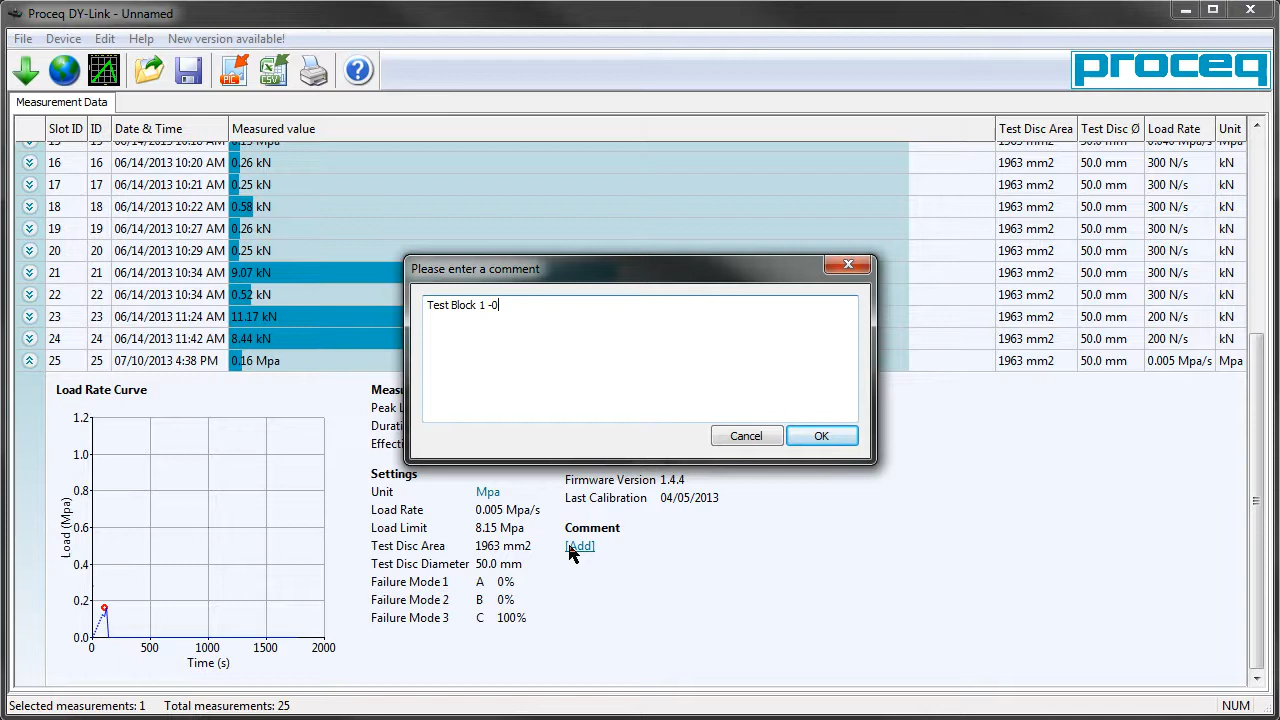 Proceq DY-Link - Unnamed
File Device Edit Help New version available!
PIC CSV ?
proceq
Measurement Data
Slot ID ID Date & Time Measured value Test Disc Area Test Disc Ø Load Rate Unit
16 16 06/14/2013 10:20 AM 0.26 kN 1963 mm2 50.0 mm 300 N/s kN
17 17 06/14/2013 10:21 AM 0.25 kN 1963 mm2 50.0 mm 300 N/s kN
18 18 06/14/2013 10:22 AM 0.58 kN 1963 mm2 50.0 mm 300 N/s kN
19 19 06/14/2013 10:27 AM 0.26 kN 1963 mm2 50.0 mm 300 N/s kN
20 20 06/14/2013 10:29 AM 0.25 kN 1963 mm2 50.0 mm 300 N/s kN
21 21 06/14/2013 10:34 AM 9.07 kN 1963 mm2 50.0 mm 300 N/s kN
22 22 06/14/2013 10:34 AM 0.52 kN 1963 mm2 50.0 mm 300 N/s kN
23 23 06/14/2013 11:24 AM 11.17 kN 1963 mm2 50.0 mm 200 N/s kN
24 24 06/14/2013 11:42 AM 8.44 kN 1963 mm2 50.0 mm 200 N/s kN
25 25 07/10/2013 4:38 PM 0.16 Mpa 1963 mm2 50.0 mm 0.005 Mpa/s Mpa
Please enter a comment
Test Block 1 -0
Cancel OK
Load Rate Curve
Load (Mpa)
1.2
1.0
0.8
0.6
0.4
0.2
0.0
0 500 1000 1500 2000
Time (s)
Settings
Unit Mpa
Load Rate 0.005 Mpa/s
Load Limit 8.15 Mpa
Test Disc Area 1963 mm2
Test Disc Diameter 50.0 mm
Failure Mode 1 A 0%
Failure Mode 2 B 0%
Failure Mode 3 C 100%
Firmware Version 1.4.4
Last Calibration 04/05/2013
Comment
[Add]
Selected measurements: 1 Total measurements: 25 NUM